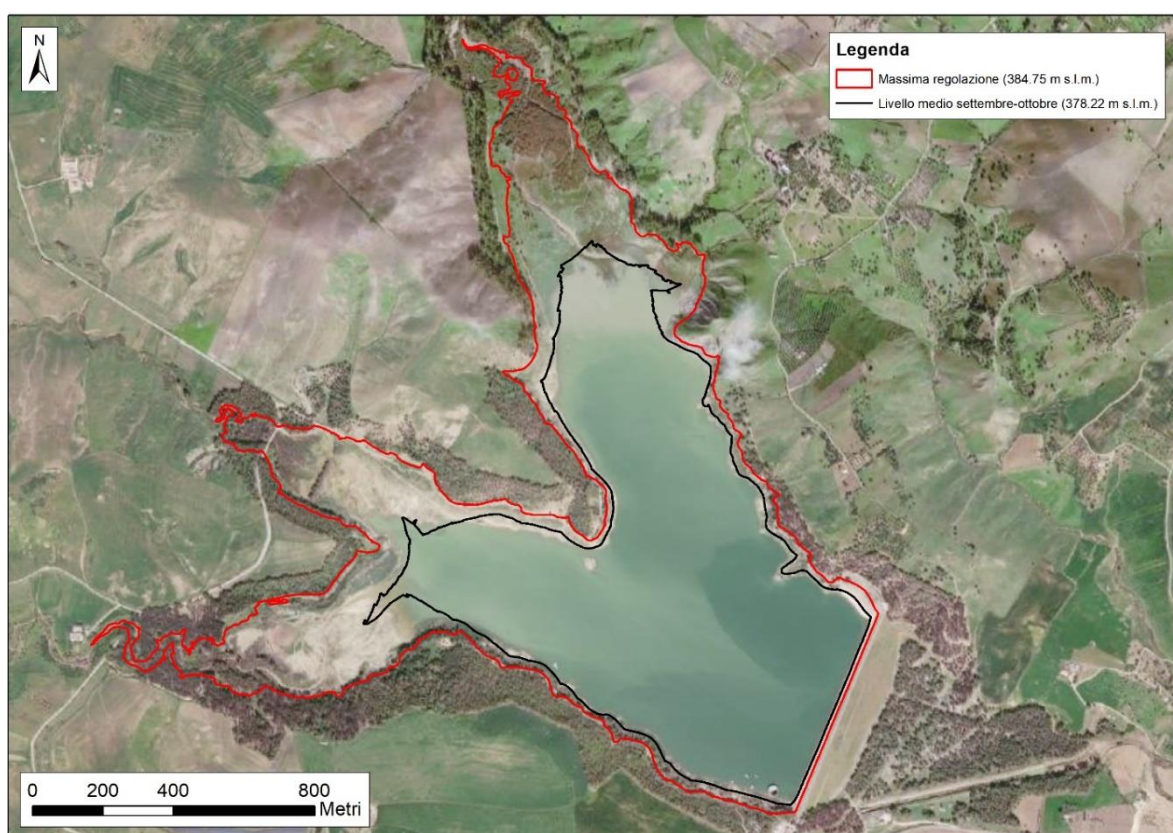 N
Legenda
Massima regolazione (384.75 m s.l.m.)
Livello medio settembre-ottobre (378.22 m s.l.m.)
0 200 400 800
Metri